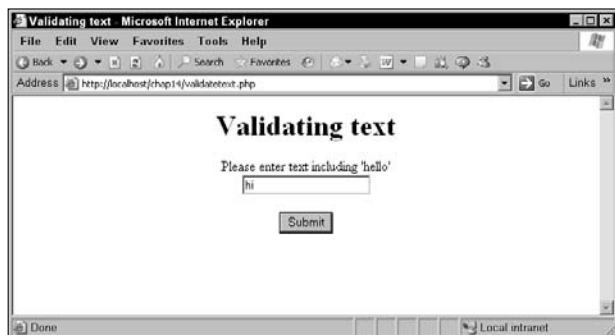 Validating text - Microsoft Internet Explorer
File Edit View Favorites Tools Help
Back Search Favorites
Address http://localhost/chap14/validatetext.php Go Links »
Validating text
Please enter text including 'hello'
hi
Submit
Done Local intranet